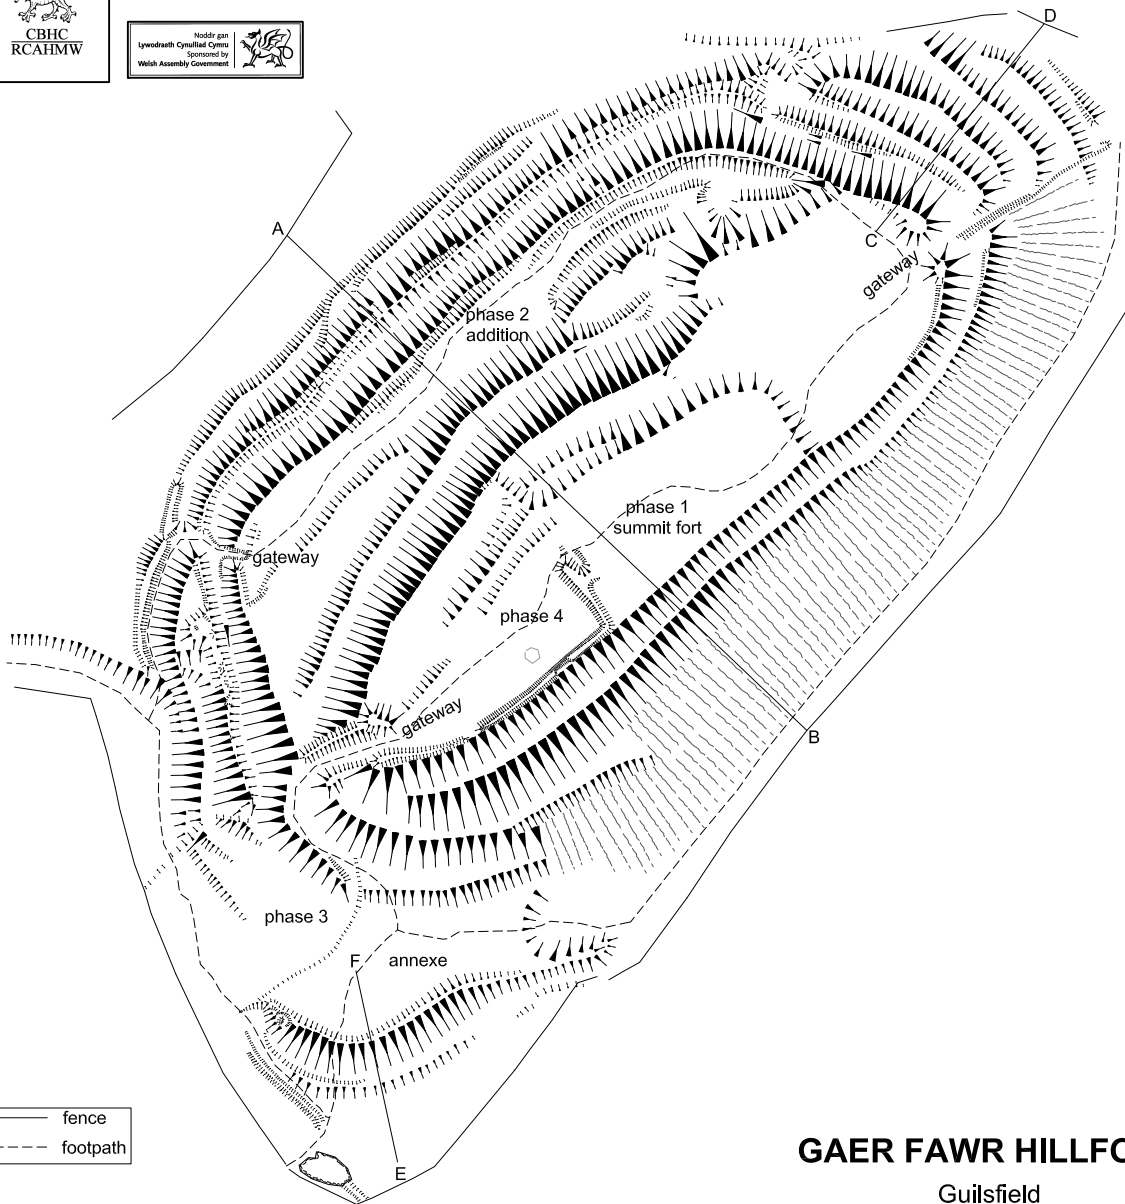 CBHC
RCAHMW
Noddir gan
Lywodraeth Cynulliad Cymru
Sponsored by
Welsh Assembly Government
D
A
C
gateway
phase 2
addition
phase 1
summit fort
gateway
phase 4
gateway
B
phase 3
F
annexe
fence
footpath
E
GAER FAWR HILLFO
Guilsfield